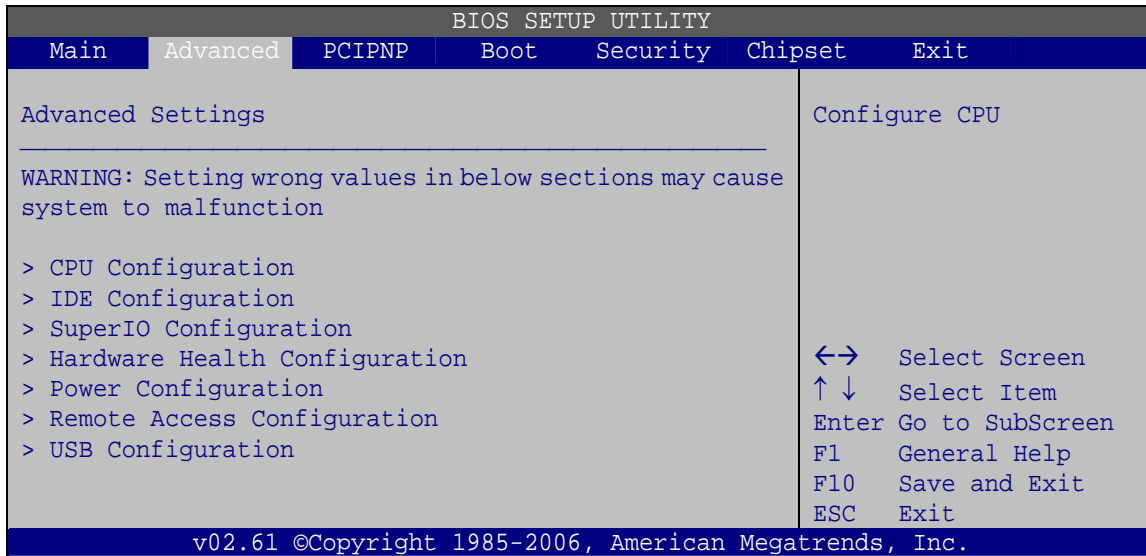 BIOS SETUP UTILITY
Main Advanced PCIPNP Boot Security Chipset Exit
Advanced Settings
WARNING: Setting wrong values in below sections may cause
system to malfunction
> CPU Configuration
> IDE Configuration
> SuperIO Configuration
> Hardware Health Configuration
> Power Configuration
> Remote Access Configuration
> USB Configuration
Configure CPU
←→ Select Screen
↑ ↓ Select Item
Enter Go to SubScreen
F1 General Help
F10 Save and Exit
ESC Exit
v02.61 ©Copyright 1985-2006, American Megatrends, Inc.